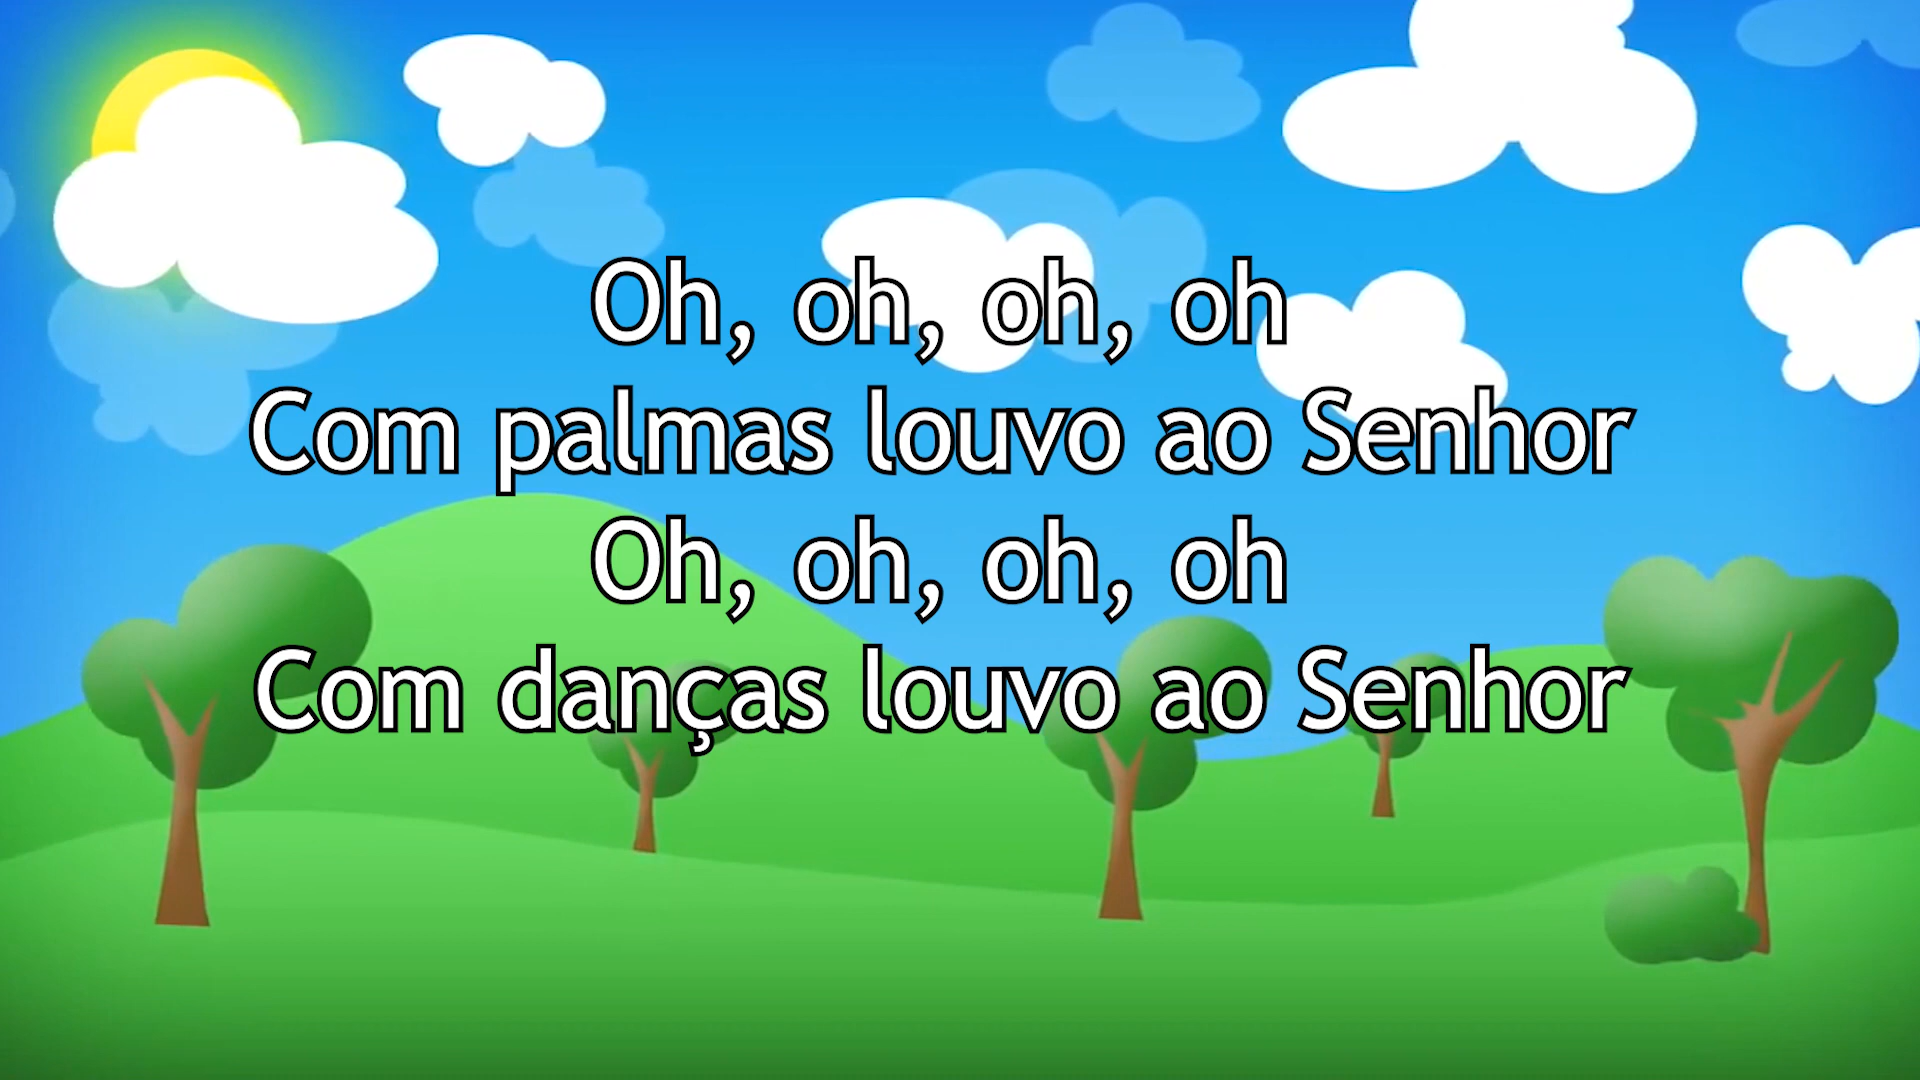 Oh, oh, oh, oh
Com palmas louvo ao Senhor
Oh, oh, oh, oh
Com danças louvo ao Senhor